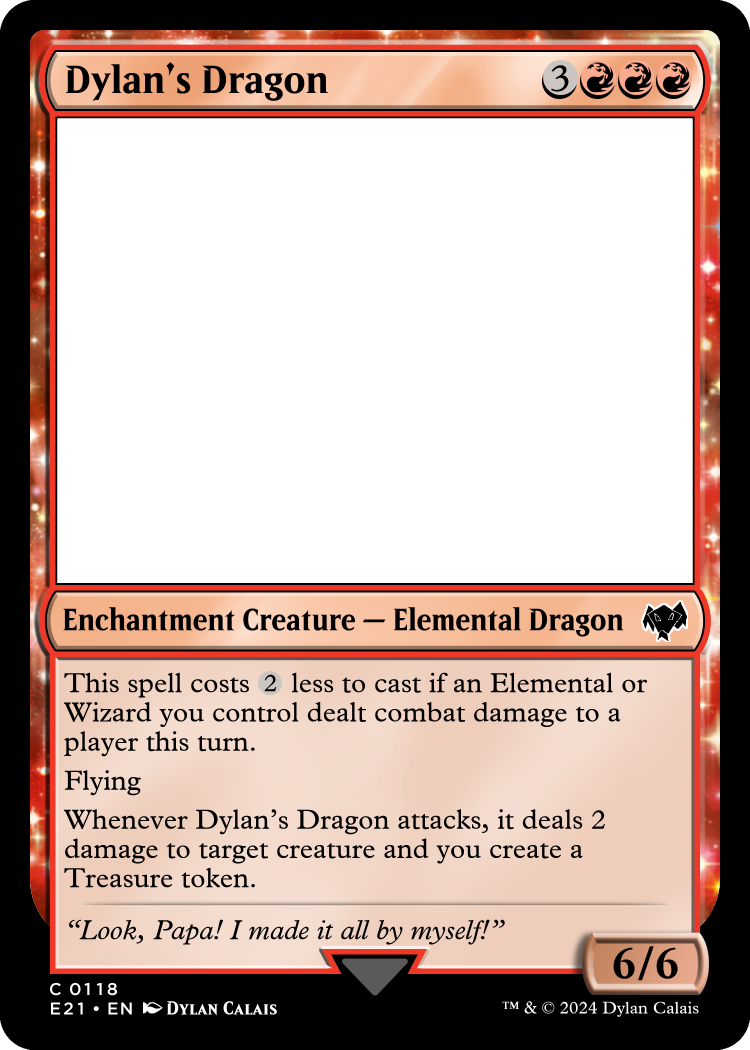 Dylan's Dragon 3
Enchantment Creature — Elemental Dragon
This spell costs 2 less to cast if an Elemental or
Wizard you control dealt combat damage to a
player this turn.
Flying
Whenever Dylan's Dragon attacks, it deals 2
damage to target creature and you create a
Treasure token.
“Look, Papa! I made it all by myself!”
6/6
C 0118
E21 • EN Dylan Calais
™ & © 2024 Dylan Calais